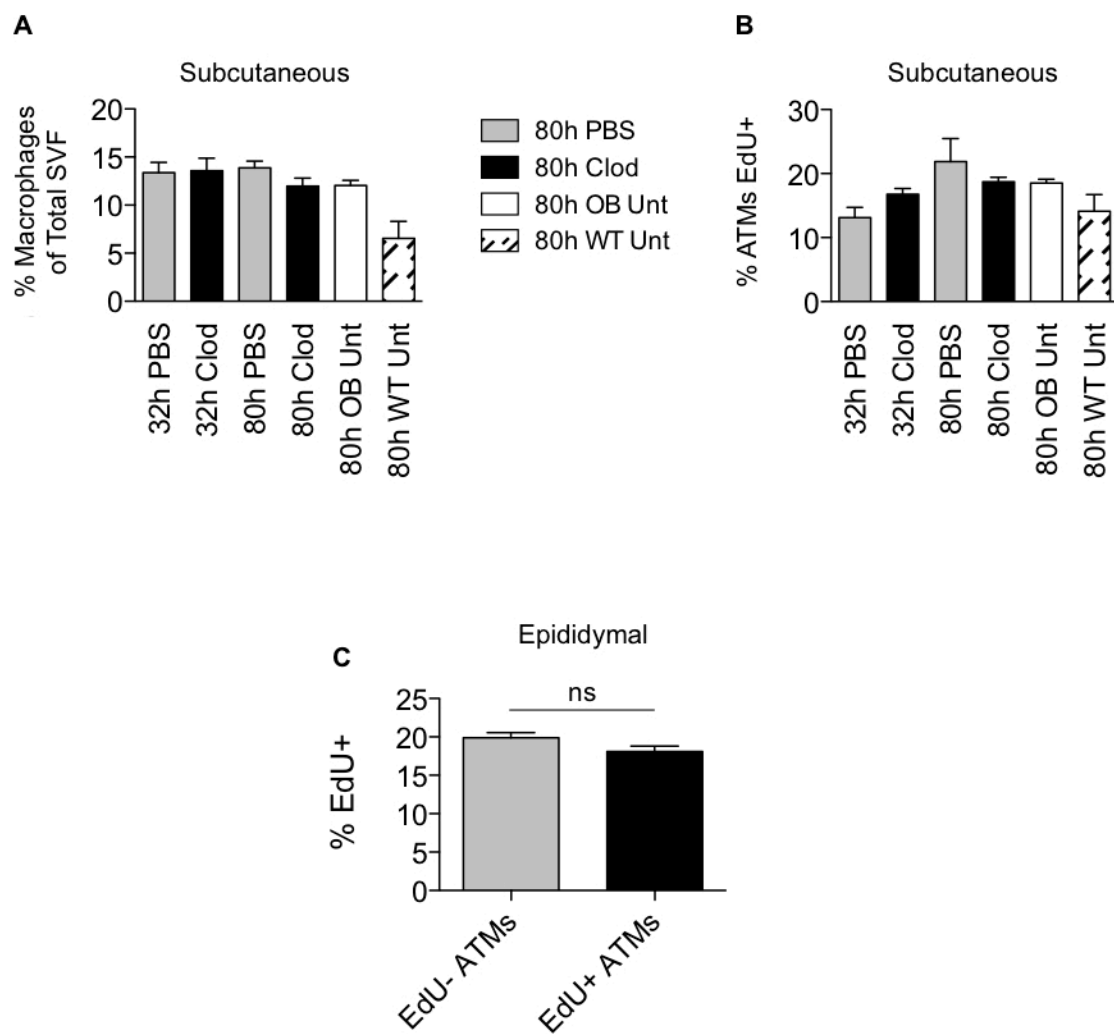 A
Subcutaneous
% Macrophages
of Total SVF
20
15
10
5
0
32h PBS
32h Clod
80h PBS
80h Clod
80h OB Unt
80h WT Unt
80h PBS
80h Clod
80h OB Unt
80h WT Unt
B
Subcutaneous
% ATMs EdU+
30
20
10
0
32h PBS
32h Clod
80h PBS
80h Clod
80h OB Unt
80h WT Unt
C
Epididymal
% EdU+
25
20
15
10
5
0
ns
EdU- ATMs
EdU+ ATMs